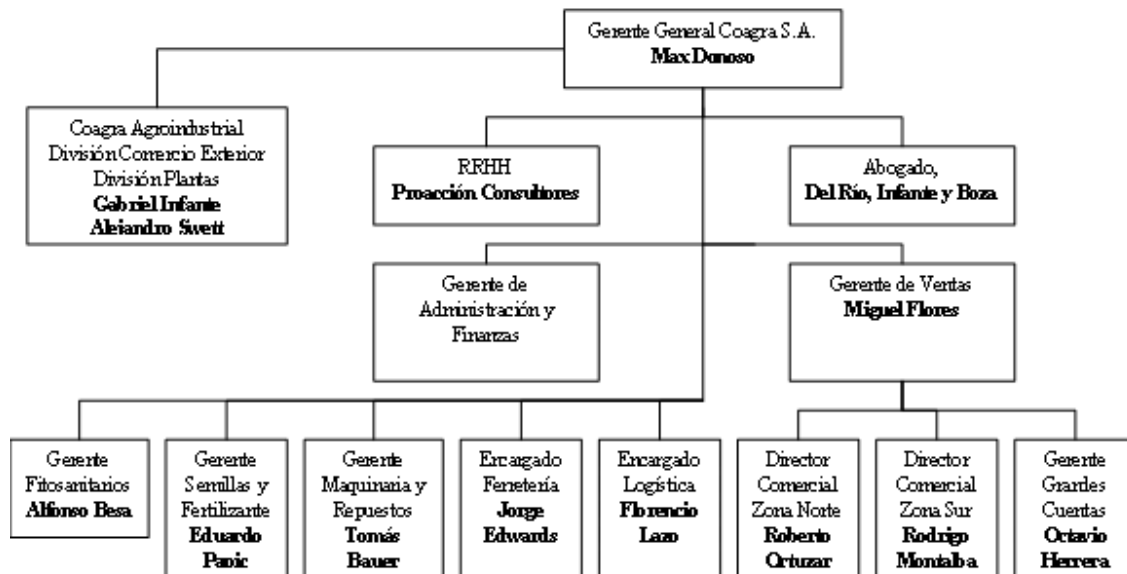 Gerente General Coagra S.A.
Max Donoso
Coagra Agroindustrial
División Comercio Exterior
División Plantas
Gabriel Infante
Alejandro Swett
RRHH
Proacción Consultores
Abogado,
Del Río, Infante y Boza
Gerente de
Administración y
Finanzas
Gerente de Ventas
Miguel Flores
Gerente
Fitosanitarios
Alfonso Besa
Gerente
Semillas y
Fertilizante
Eduardo
Pavic
Gerente
Maquinaria y
Repuestos
Tomás
Bauer
Encargado
Ferretería
Jorge
Edwards
Encargado
Logística
Florencio
Lazo
Director
Comercial
Zona Norte
Roberto
Ortuzar
Director
Comercial
Zona Sur
Rodrigo
Montalba
Gerente
Grandes
Cuentas
Octavio
Herrera